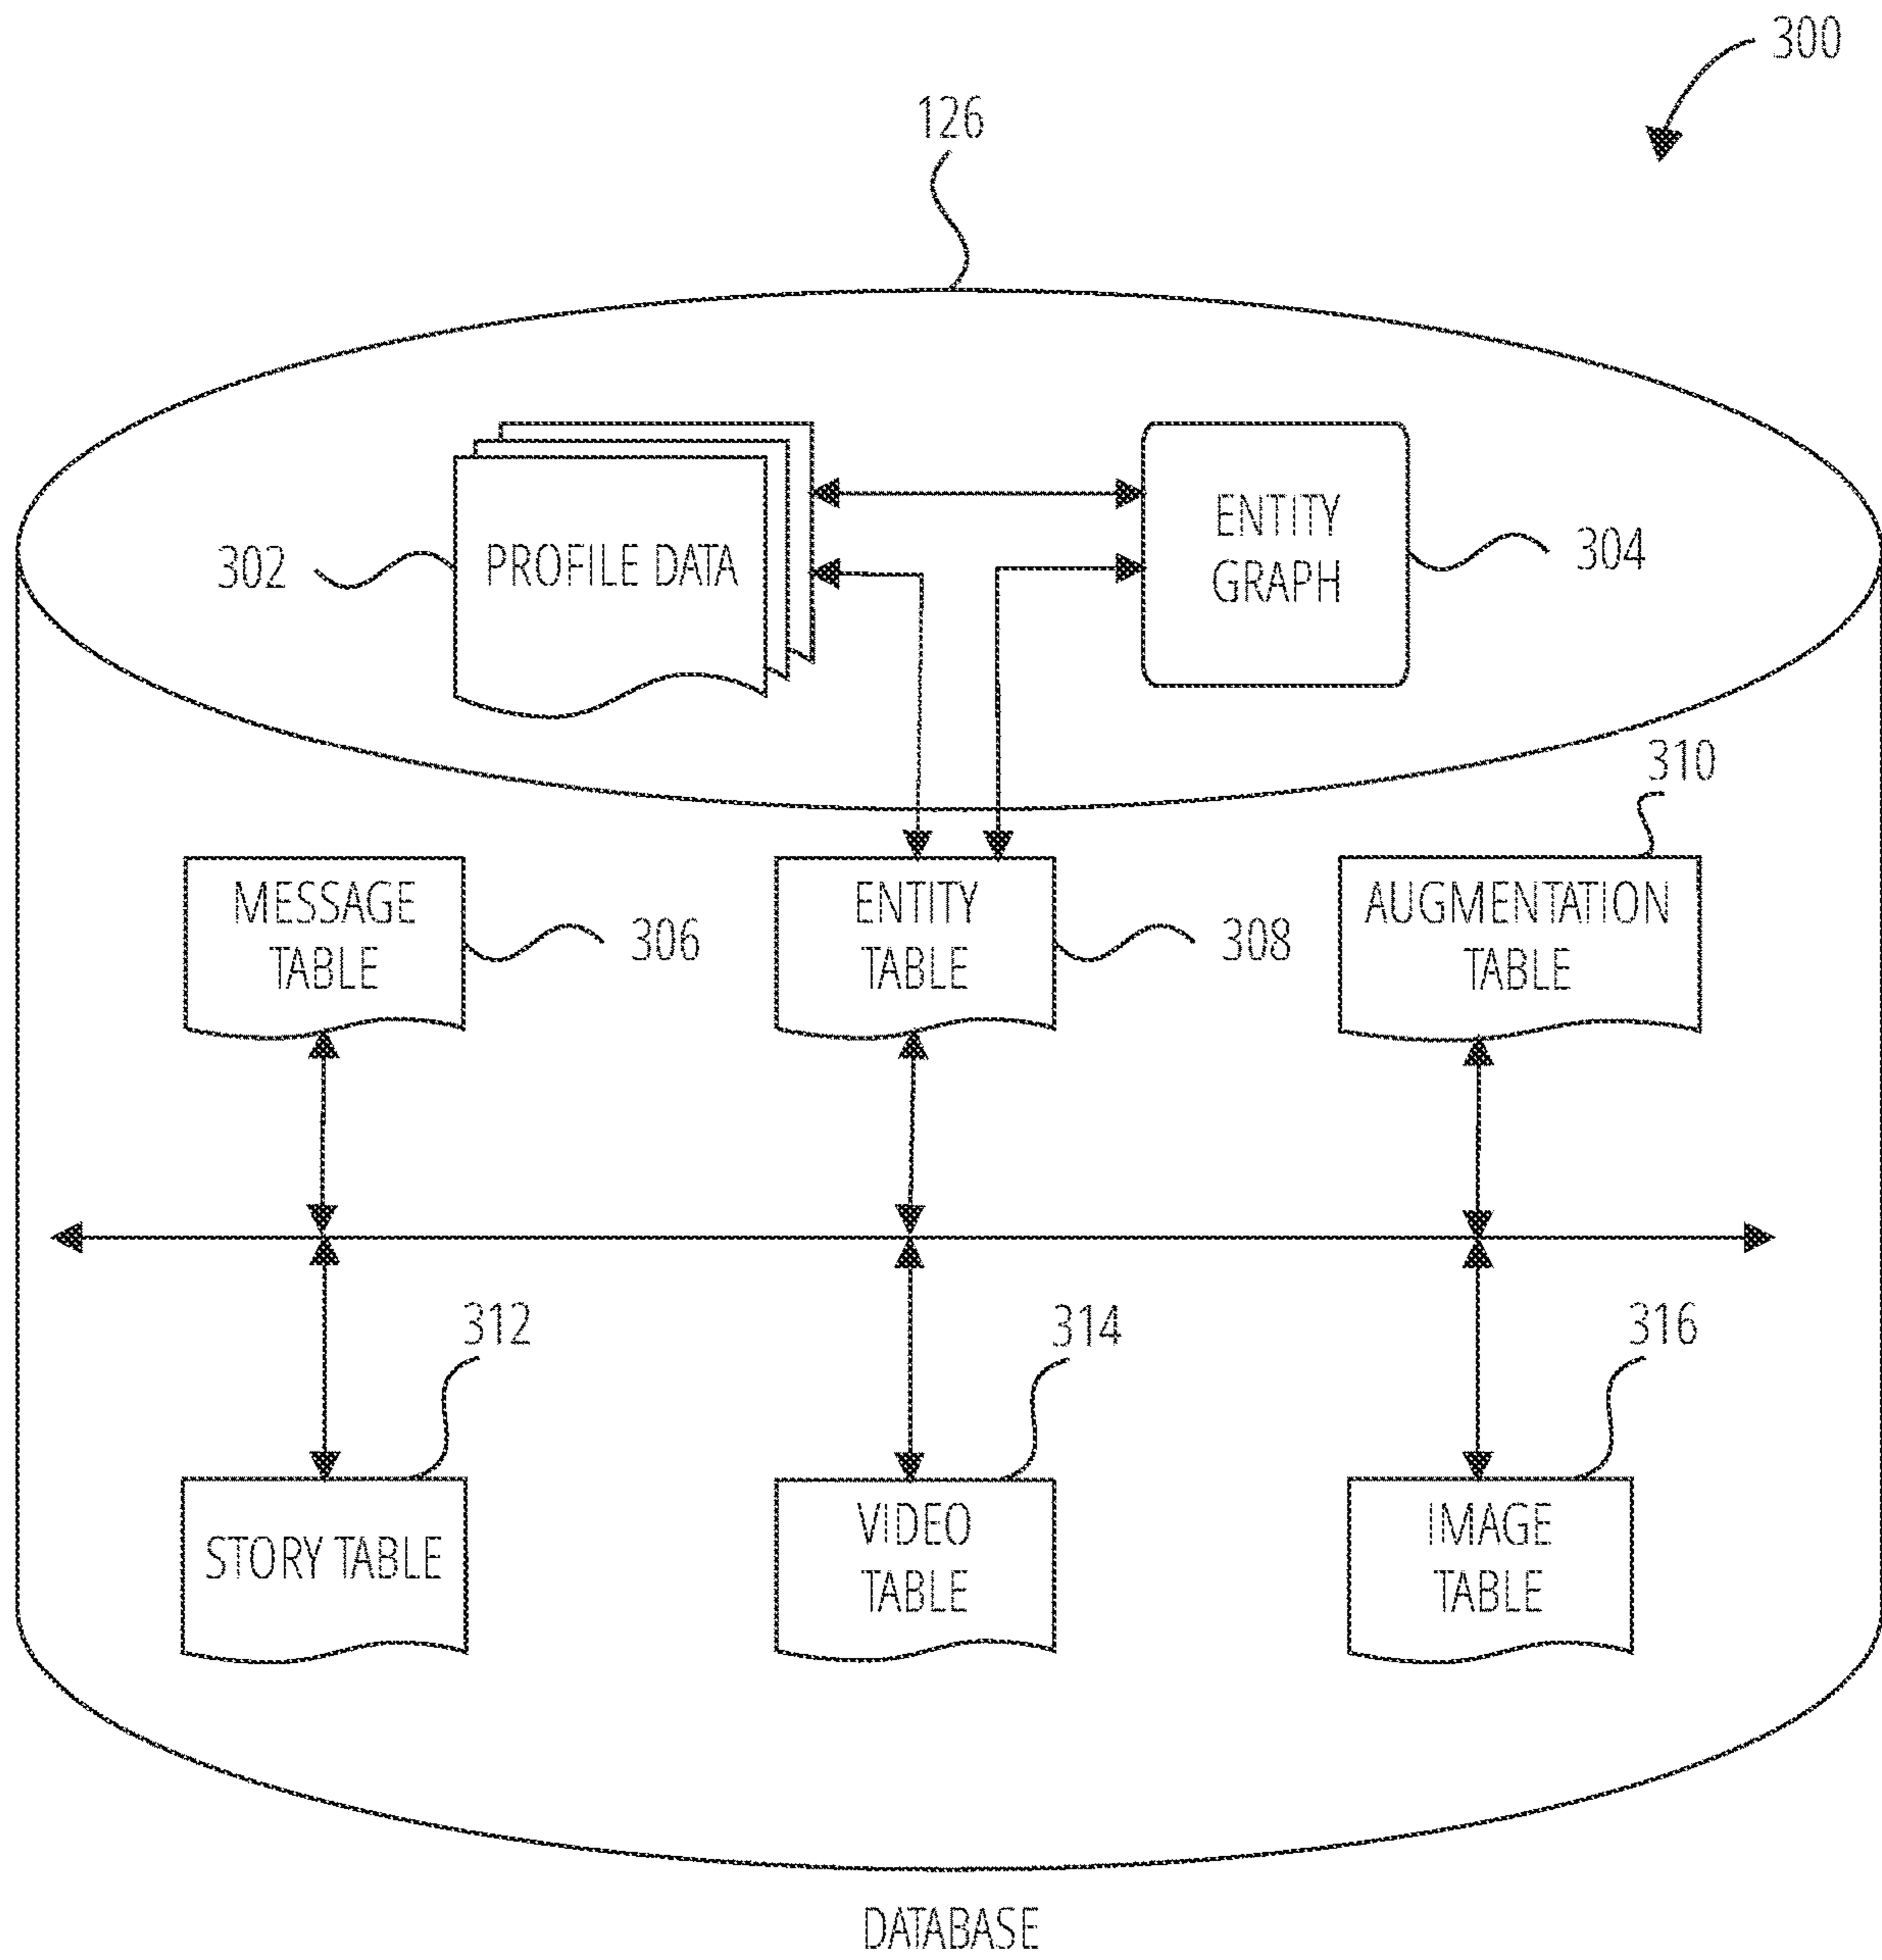 300
126
302
PROFILE DATA
ENTITY
GRAPH
304
310
MESSAGE
TABLE
306
ENTITY
TABLE
308
AUGMENTATION
TABLE
312
314
316
STORY TABLE
VIDEO
TABLE
IMAGE
TABLE
DATABASE